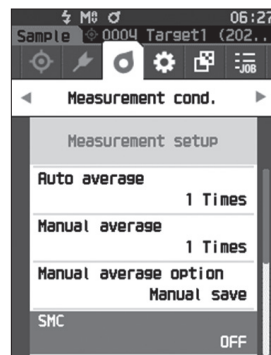 M0 06:27
Sample 0004 Target1 (202..
-JOB
Measurement cond.
Measurement setup
Auto average
1 Times
Manual average
1 Times
Manual average option
Manual save
SMC
OFF